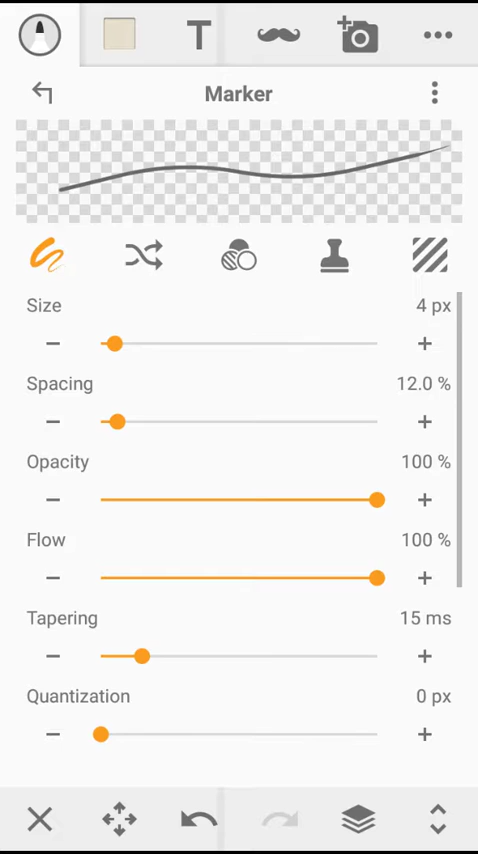 T
Marker
Size 4 px
Spacing 12.0 %
Opacity 100 %
Flow 100 %
Tapering 15 ms
Quantization 0 px